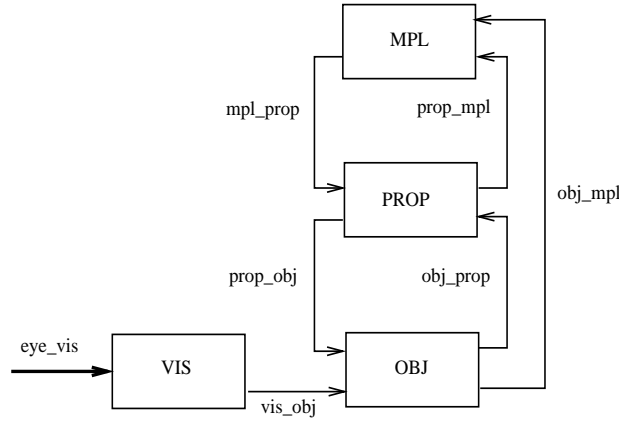 MPL
mpl_prop
prop_mpl
PROP
obj_mpl
prop_obj
obj_prop
eye_vis
VIS
OBJ
vis_obj